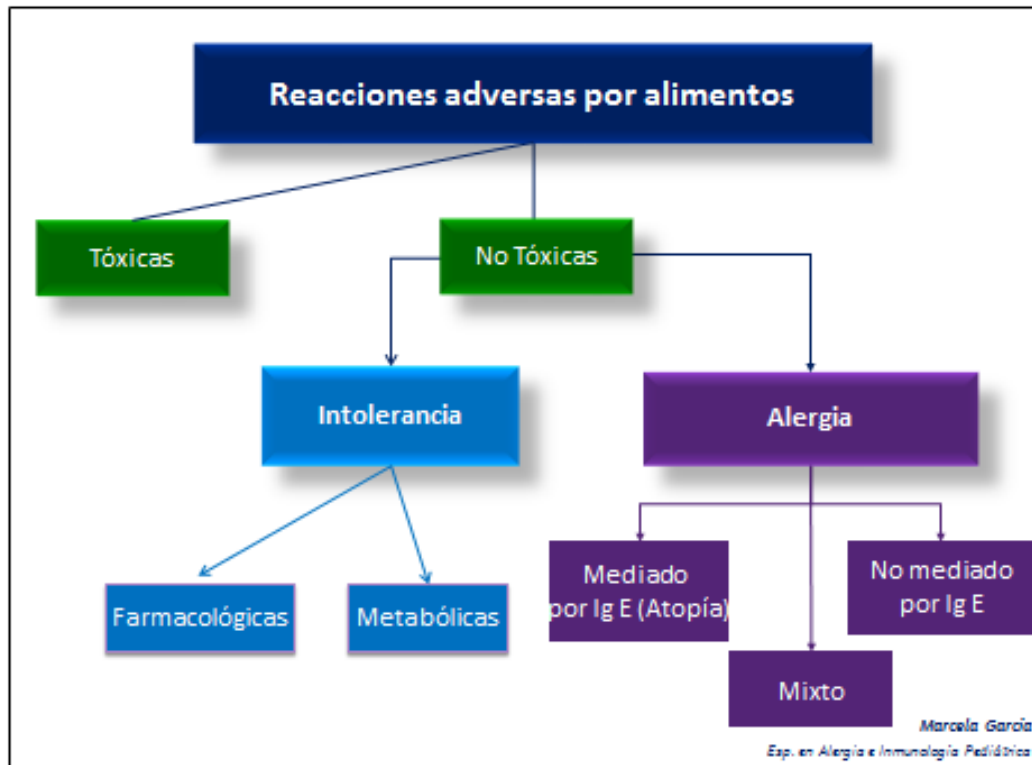 Reacciones adversas por alimentos
Tóxicas
No Tóxicas
Intolerancia
Alergia
Farmacológicas
Metabólicas
Mediado
por Ig E (Atopía)
No mediado
por Ig E
Mixto
Marcela García
Esp. en Alergia e Inmunología Pediátrica